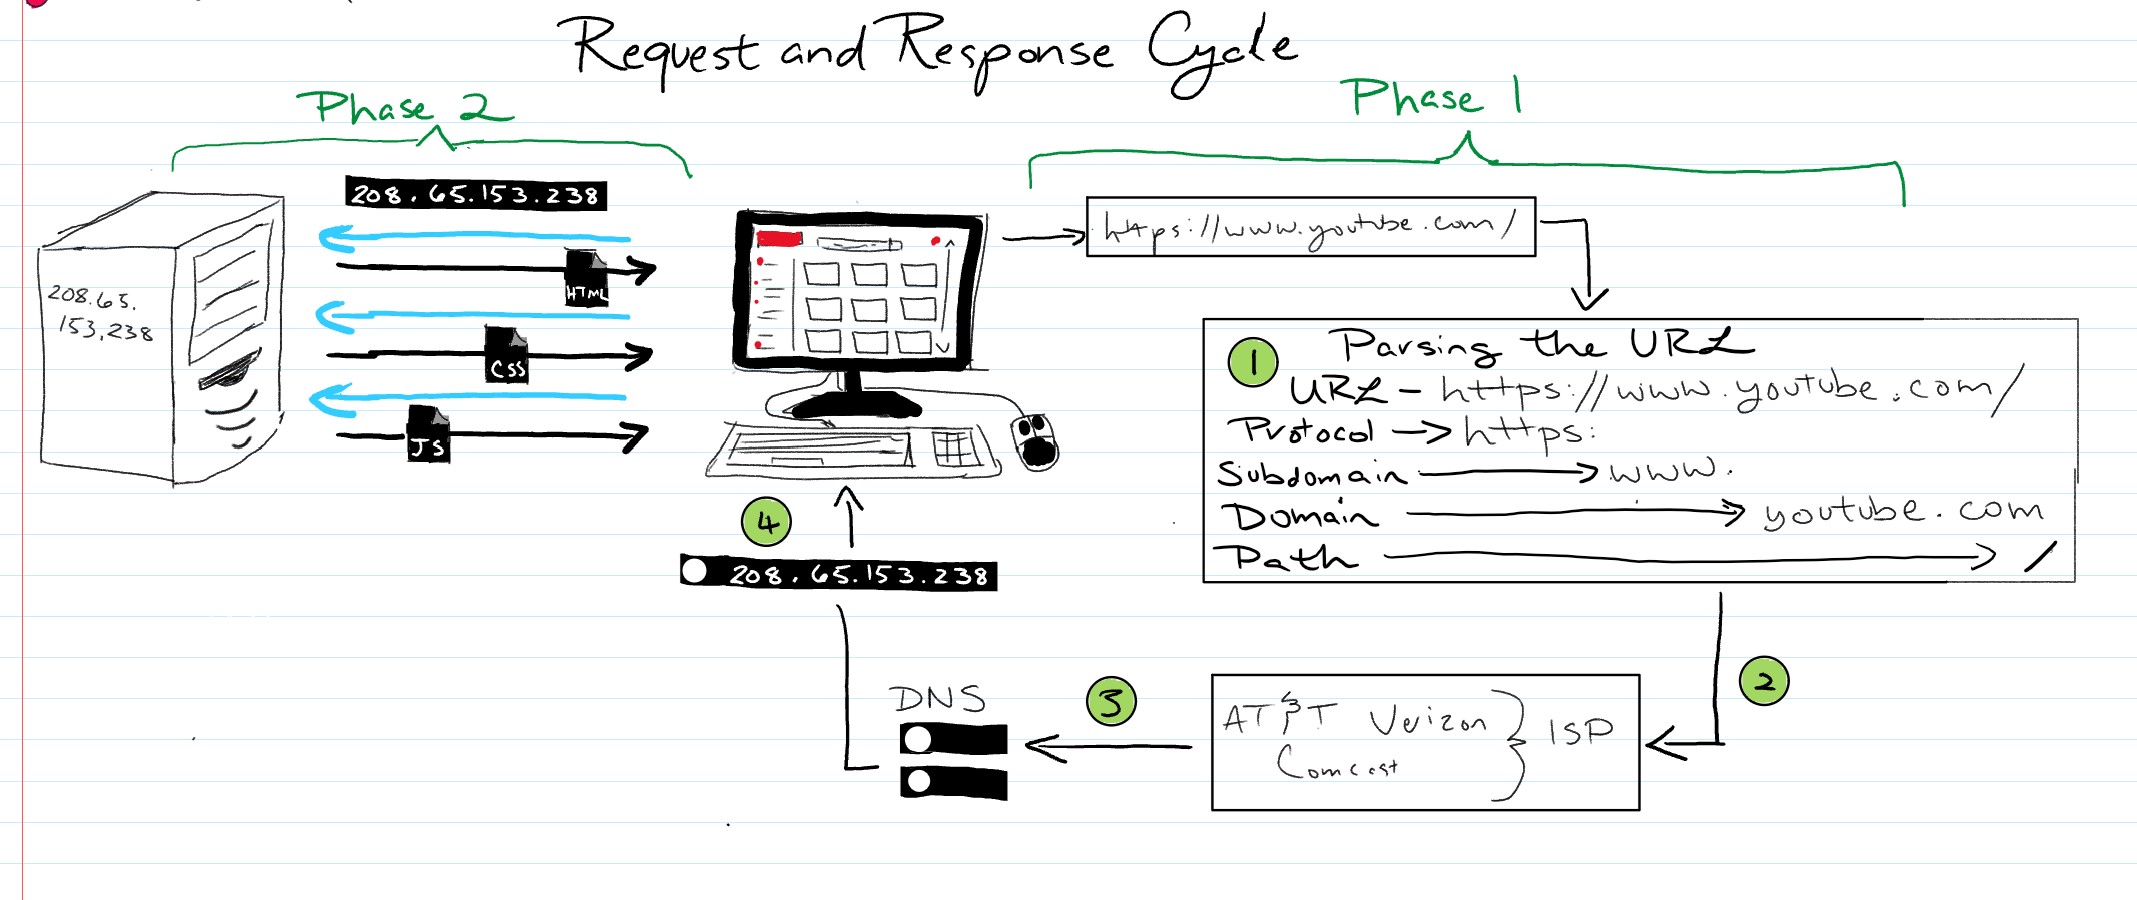 Request and Response Cycle
Phase 2
Phase 1
208.65.153.238
https://www.youtube.com/
208.65.
153.238
HTML
CSS
JS
1
Parsing the URL
URL - https://www.youtube.com/
Protocol → https:
Subdomain → www.
Domain → youtube.com
Path → /
4
208.65.153.238
2
3
DNS
AT&T Verizon
Comcast
ISP